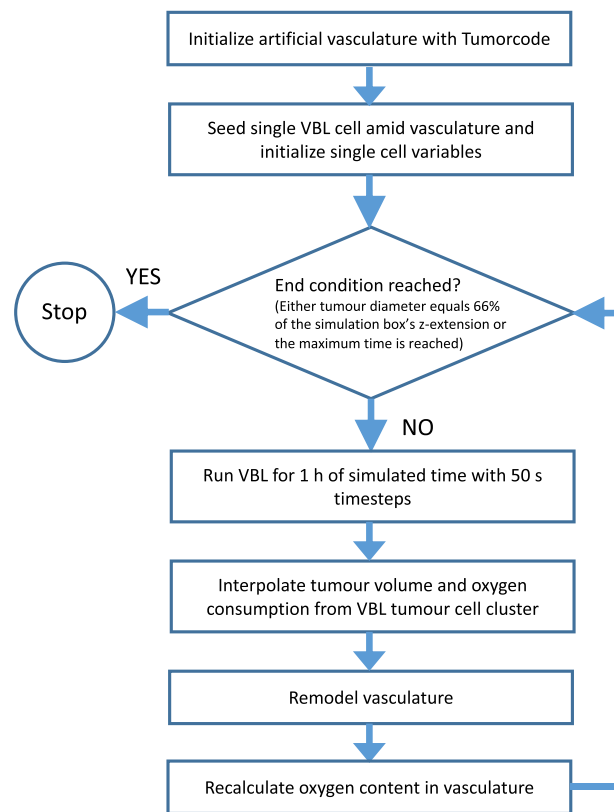 Initialize artificial vasculature with Tumorcode
Seed single VBL cell amid vasculature and
initialize single cell variables
YES
Stop
End condition reached?
(Either tumour diameter equals 66%
of the simulation box's z-extension or
the maximum time is reached)
NO
Run VBL for 1 h of simulated time with 50 s
timesteps
Interpolate tumour volume and oxygen
consumption from VBL tumour cell cluster
Remodel vasculature
Recalculate oxygen content in vasculature